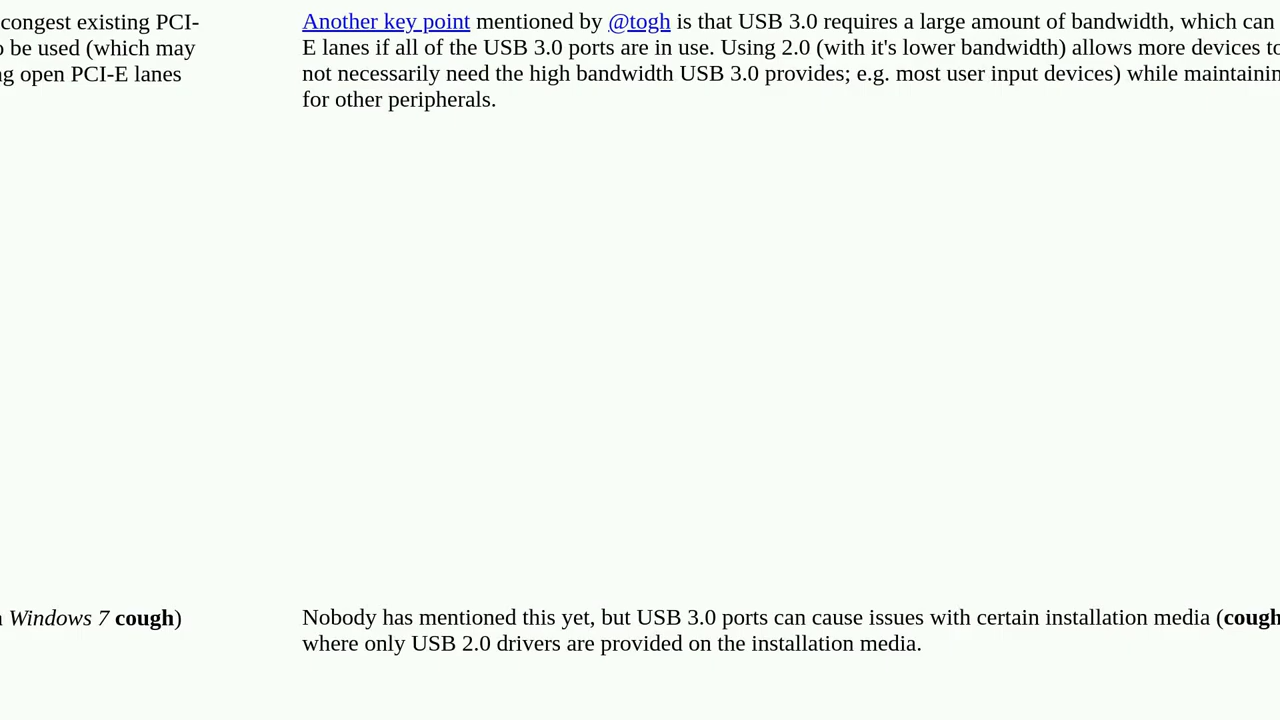 congest existing PCI-
be used (which may
open PCI-E lanes
Another key point mentioned by @togh is that USB 3.0 requires a large amount of bandwidth, which can
E lanes if all of the USB 3.0 ports are in use. Using 2.0 (with it's lower bandwidth) allows more devices to
not necessarily need the high bandwidth USB 3.0 provides; e.g. most user input devices) while maintainin
for other peripherals.
Windows 7 cough)
Nobody has mentioned this yet, but USB 3.0 ports can cause issues with certain installation media (cough
where only USB 2.0 drivers are provided on the installation media.